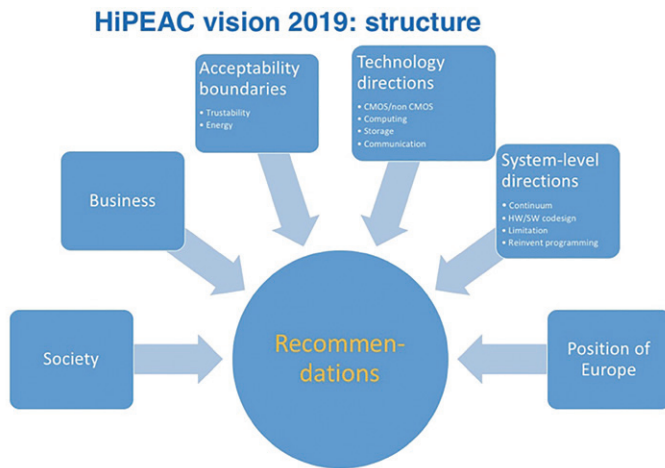 HiPEAC vision 2019: structure
Acceptability
boundaries
• Trustability
• Energy
Technology
directions
• CMOS/non CMOS
• Computing
• Storage
• Communication
System-level
directions
• Continuum
• HW/SW codesign
• Limitation
• Reinvent programming
Business
Society
Recommen-
dations
Position of
Europe